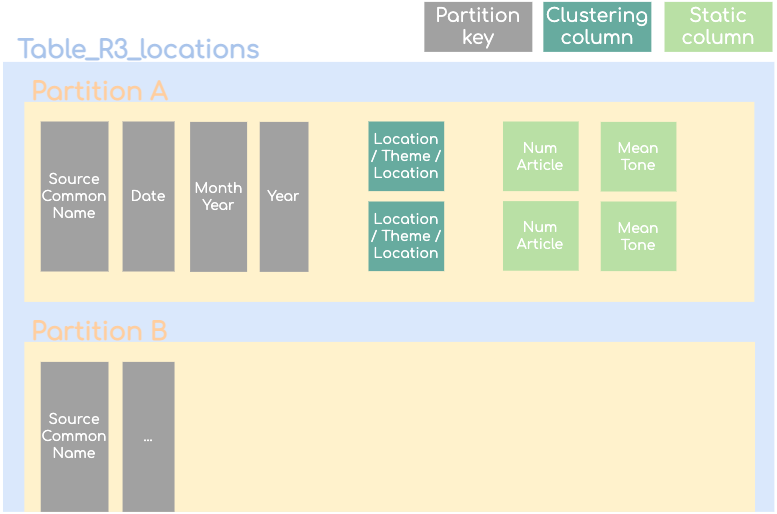 Partition
key
Clustering
column
Static
column
Table_R3_locations
Partition A
Source
Common
Name
Date
Month
Year
Year
Location
/ Theme /
Location
Num
Article
Mean
Tone
Location
/ Theme /
Location
Num
Article
Mean
Tone
Partition B
Source
Common
Name
...